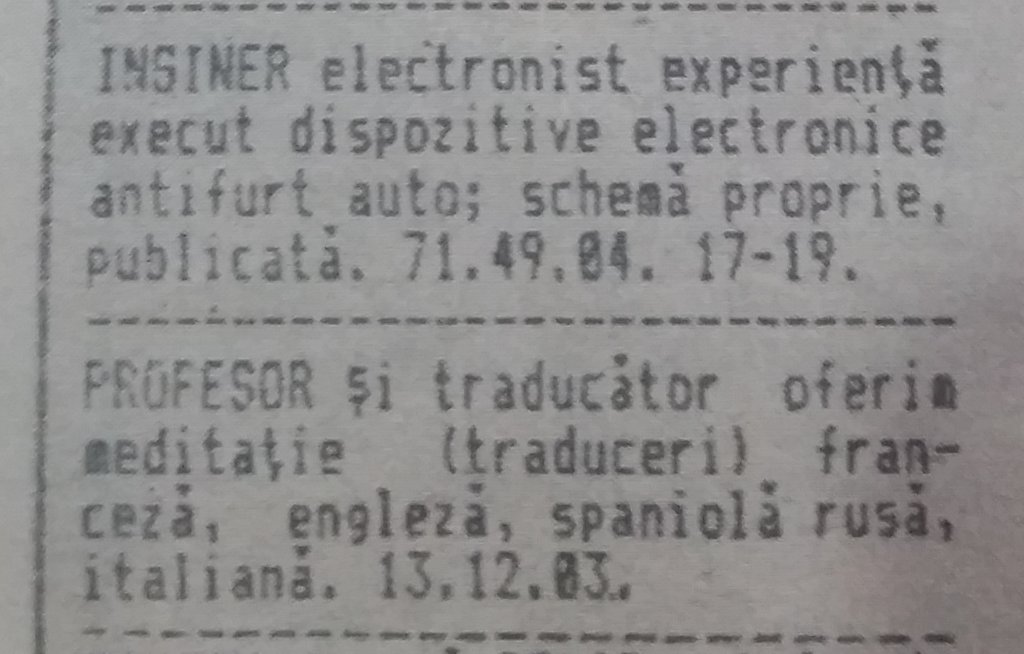 INSINER electronist experiență
execut dispozitive electronice
antifurt auto; schemă proprie,
publicată. 71.49.04. 17-19.
PROFESOR și traducător oferim
meditație (traduceri) fran-
ceză, engleză, spaniolă rusă,
italiană. 13.12.03.